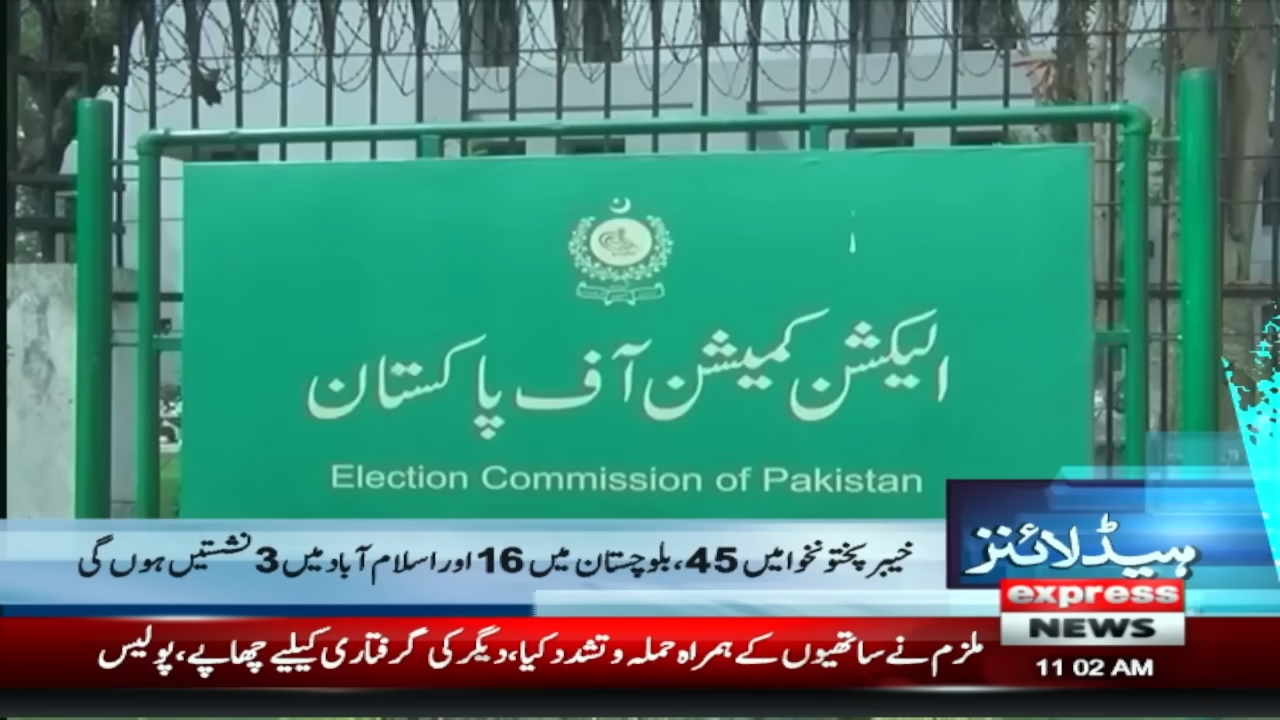 الیکشن کمیشن آف پاکستان
Election Commission of Pakistan
ہیڈلائنز
خیبر پختونخوا میں 45، بلوچستان میں 16 اور اسلام آباد میں 3 نشستیں ہوں گی
express
NEWS
ملزم نے ساتھیوں کے ہمراہ حملہ و تشدد کیا، دیگر کی گرفتاری کیلیے چھاپے، پولیس
11:02 AM